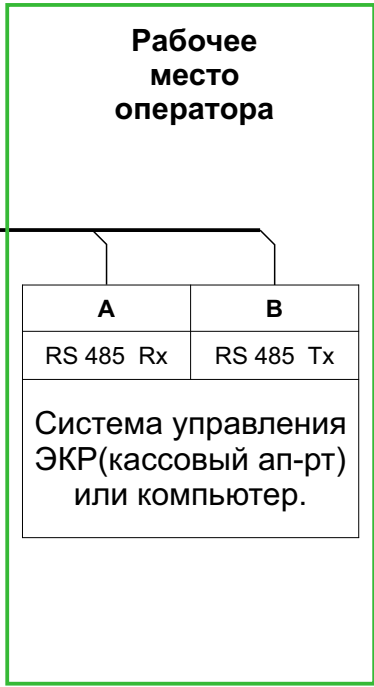 Рабочее
место
оператора
A B
RS 485 Rx RS 485 Tx
Система управления
ЭКР(кассовый ап-рт)
или компьютер.